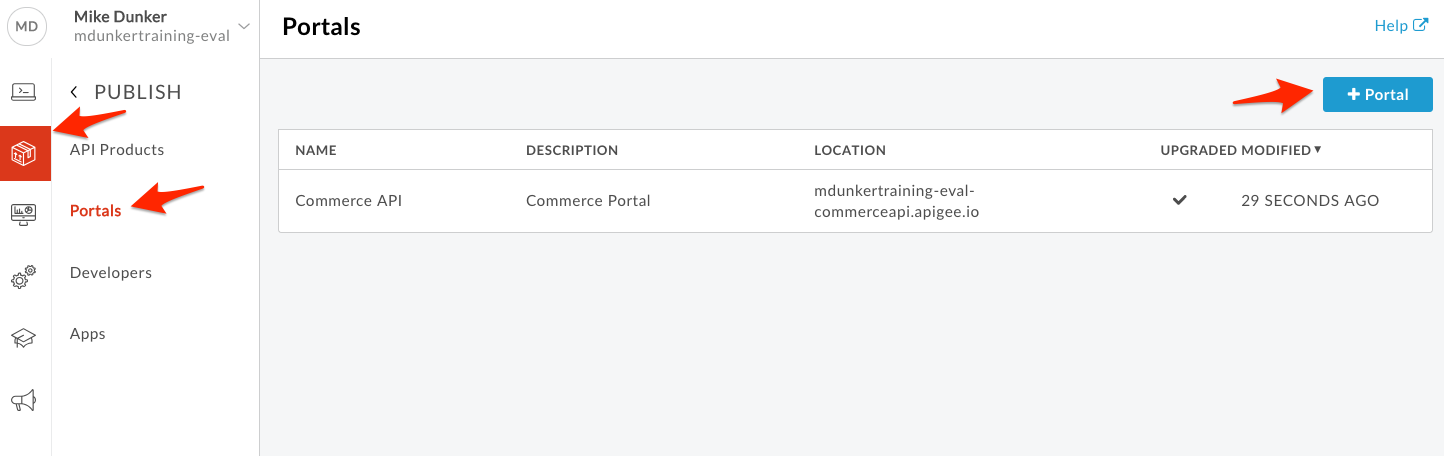 MD
Mike Dunker
mdunkertraining-eval
PUBLISH
API Products
Portals
Developers
Apps
Portals
Help
+ Portal
NAME DESCRIPTION LOCATION UPGRADED MODIFIED ▼
Commerce API Commerce Portal mdunkertraining-eval-
commerceapi.apigee.io ✔ 29 SECONDS AGO